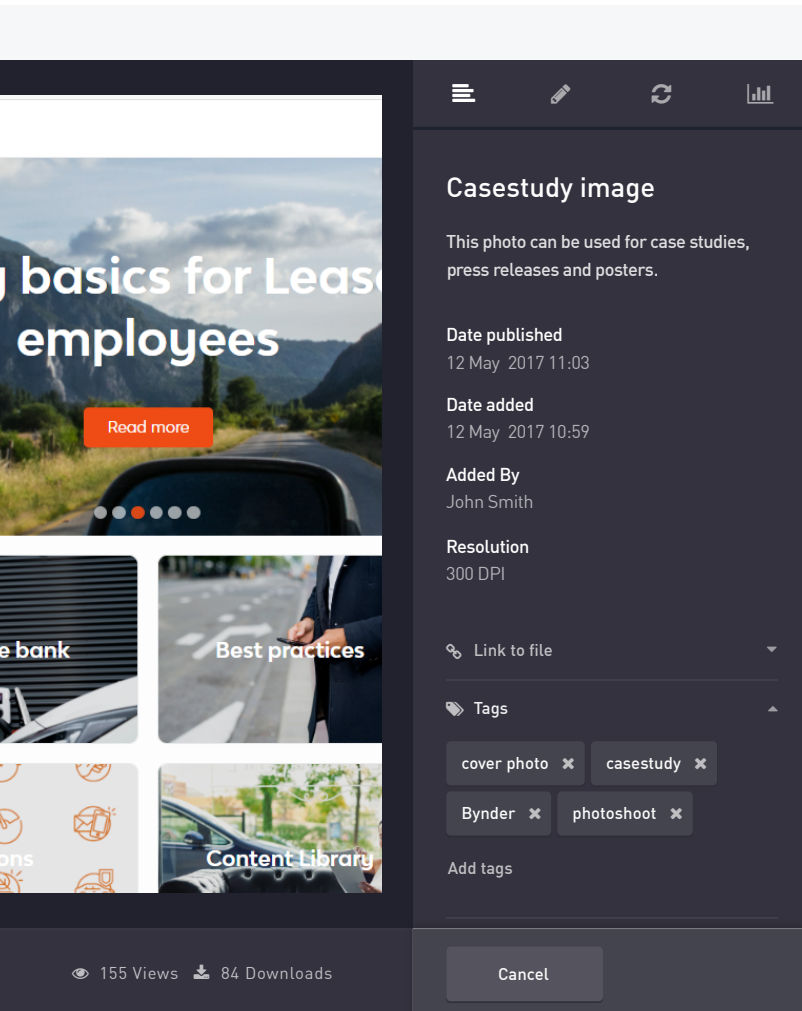 basics for Leas
employees
Read more
e bank
Best practices
ons
Content Library
155 Views
84 Downloads
Casestudy image
This photo can be used for case studies,
press releases and posters.
Date published
12 May 2017 11:03
Date added
12 May 2017 10:59
Added By
John Smith
Resolution
300 DPI
Link to file
Tags
cover photo
casestudy
Bynder
photoshoot
Add tags
Cancel